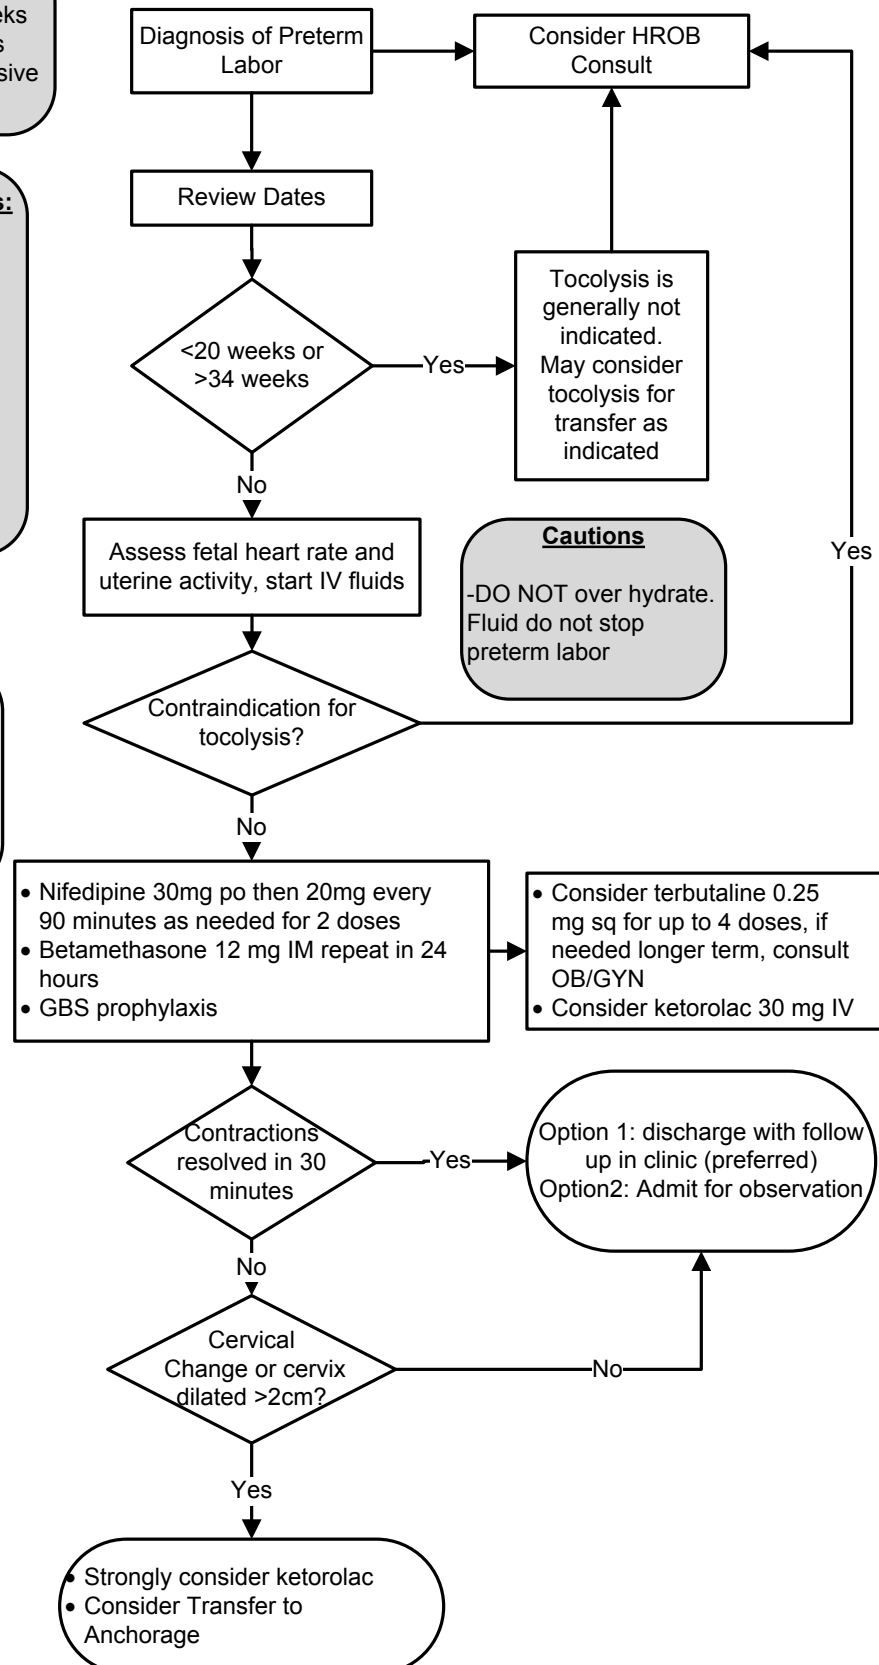 eks
s
sive
s:
Diagnosis of Preterm
Labor
Consider HROB
Consult
Review Dates
<20 weeks or
>34 weeks
Yes
Tocolysis is
generally not
indicated.
May consider
tocolysis for
transfer as
indicated
No
Assess fetal heart rate and
uterine activity, start IV fluids
Cautions
-DO NOT over hydrate.
Fluid do not stop
preterm labor
Yes
Contraindication for
tocolysis?
No
• Nifedipine 30mg po then 20mg every
90 minutes as needed for 2 doses
• Betamethasone 12 mg IM repeat in 24
hours
• GBS prophylaxis
• Consider terbutaline 0.25
mg sq for up to 4 doses, if
needed longer term, consult
OB/GYN
• Consider ketorolac 30 mg IV
Contractions
resolved in 30
minutes
Yes
Option 1: discharge with follow
up in clinic (preferred)
Option2: Admit for observation
No
Cervical
Change or cervix
dilated >2cm?
No
Yes
• Strongly consider ketorolac
• Consider Transfer to
Anchorage